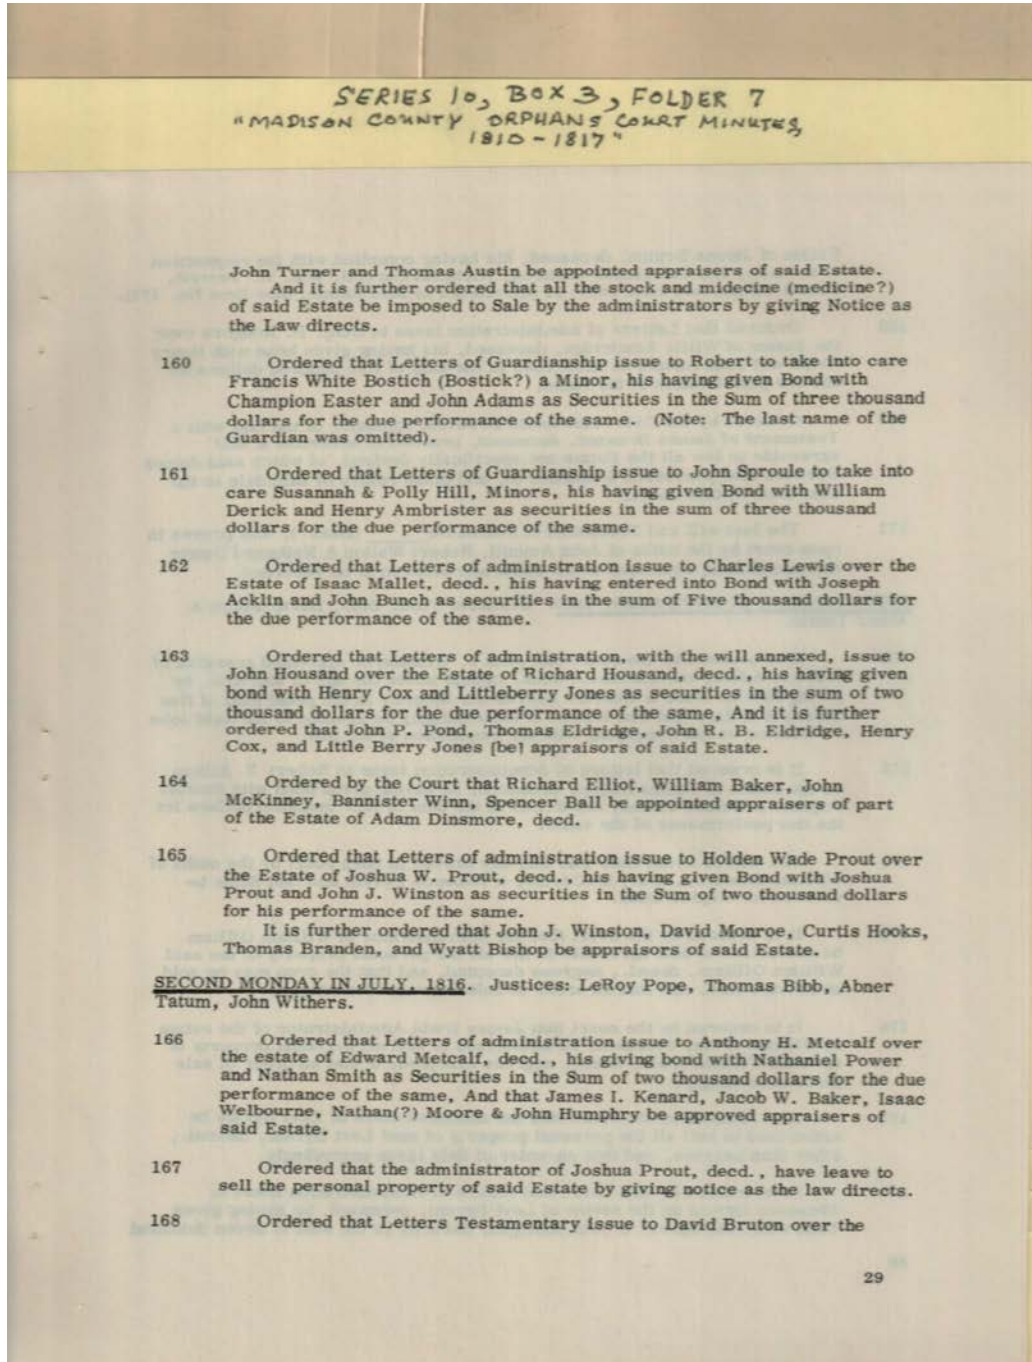 SERIES 10, BOX 3, FOLDER 7
"MADISON COUNTY ORPHANS COURT MINUTES,
1810-1817"
John Turner and Thomas Austin be appointed appraisers of said Estate.
And it is further ordered that all the stock and midecine (medicine?)
of said Estate be imposed to Sale by the administrators by giving Notice as
the Law directs.
160 Ordered that Letters of Guardianship issue to Robert to take into care
Francis White Bostich (Bostick?) a Minor, his having given Bond with
Champion Easter and John Adams as Securities in the Sum of three thousand
dollars for the due performance of the same. (Note: The last name of the
Guardian was omitted).
161 Ordered that Letters of Guardianship issue to John Sproule to take into
care Susannah & Polly Hill, Minors, his having given Bond with William
Derick and Henry Ambrister as securities in the sum of three thousand
dollars for the due performance of the same.
162 Ordered that Letters of administration issue to Charles Lewis over the
Estate of Isaac Mallet, decd., his having entered into Bond with Joseph
Acklin and John Bunch as securities in the sum of Five thousand dollars for
the due performance of the same.
163 Ordered that Letters of administration, with the will annexed, issue to
John Housand over the Estate of Richard Housand, decd., his having given
bond with Henry Cox and Littleberry Jones as securities in the sum of two
thousand dollars for the due performance of the same, And it is further
ordered that John P. Pond, Thomas Eldridge, John R. B. Eldridge, Henry
Cox, and Little Berry Jones [be] appraisors of said Estate.
164 Ordered by the Court that Richard Elliot, William Baker, John
McKinney, Bannister Winn, Spencer Ball be appointed appraisers of part
of the Estate of Adam Dinsmore, decd.
165 Ordered that Letters of administration issue to Holden Wade Prout over
the Estate of Joshua W. Prout, decd., his having given Bond with Joshua
Prout and John J. Winston as securities in the Sum of two thousand dollars
for his performance of the same.
It is further ordered that John J. Winston, David Monroe, Curtis Hooks,
Thomas Branden, and Wyatt Bishop be appraisors of said Estate.
SECOND MONDAY IN JULY, 1816. Justices: LeRoy Pope, Thomas Bibb, Abner
Tatum, John Withers.
166 Ordered that Letters of administration issue to Anthony H. Metcalf over
the estate of Edward Metcalf, decd., his giving bond with Nathaniel Power
and Nathan Smith as Securities in the Sum of two thousand dollars for the due
performance of the same, And that James I. Kenard, Jacob W. Baker, Isaac
Welbourne, Nathan(?) Moore & John Humphry be approved appraisers of
said Estate.
167 Ordered that the administrator of Joshua Prout, decd., have leave to
sell the personal property of said Estate by giving notice as the law directs.
168 Ordered that Letters Testamentary issue to David Bruton over the
29